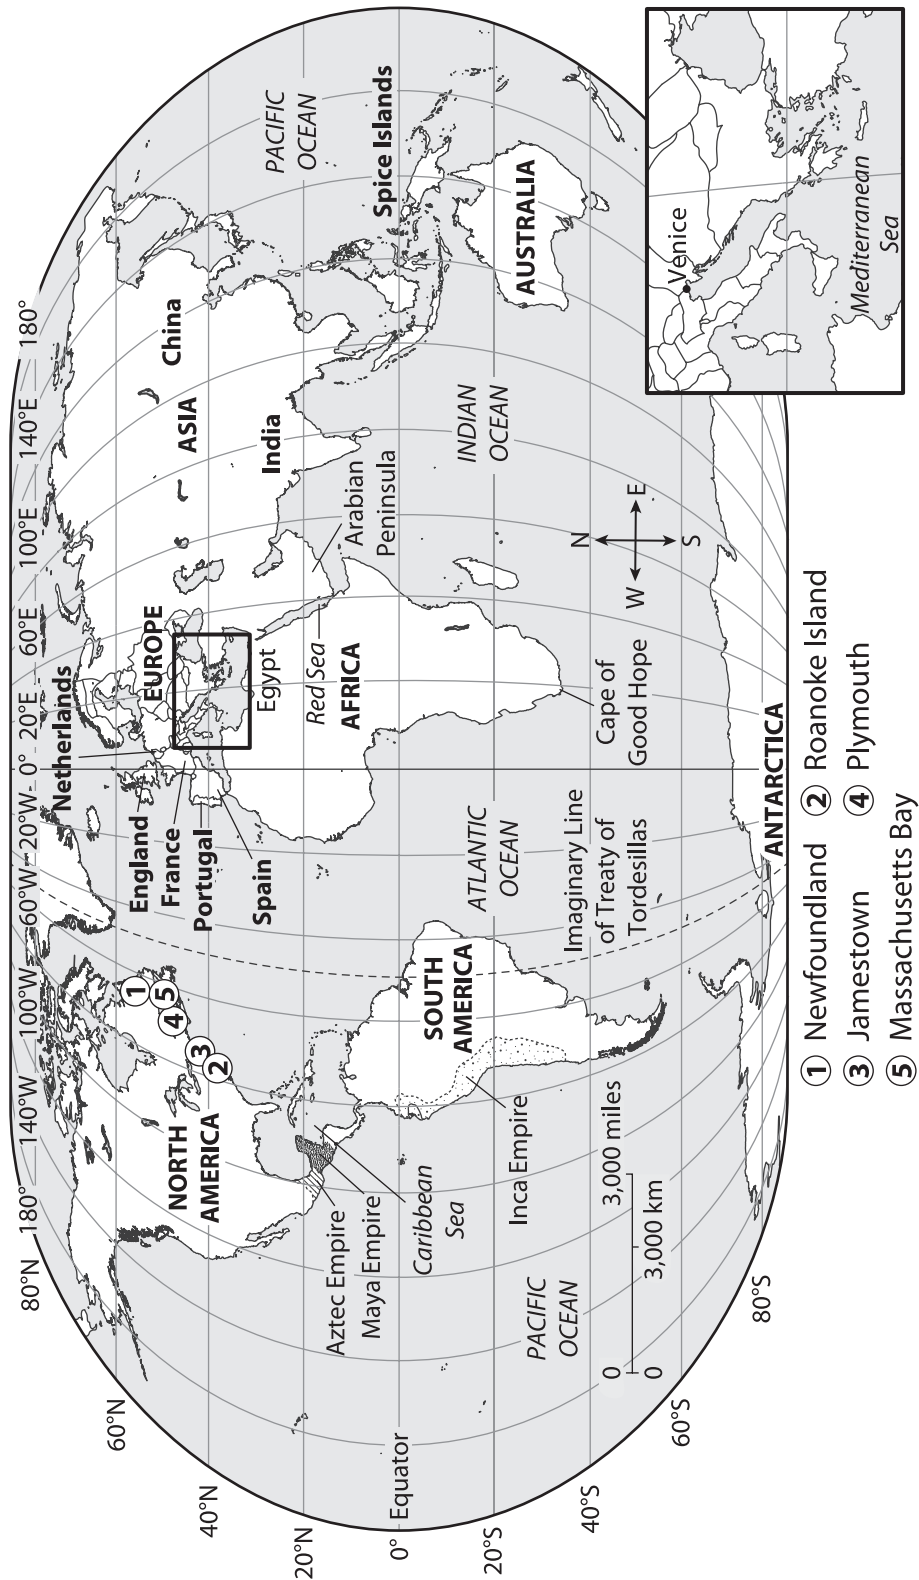 180°
140°W
100°W
60°W
20°W
0°
20°E
60°E
100°E
140°E
180°
80°N
60°N
40°N
20°N
0°
Equator
20°S
40°S
60°S
80°S
NORTH
AMERICA
Aztec Empire
Maya Empire
Caribbean
Sea
SOUTH
AMERICA
Inca Empire
PACIFIC
OCEAN
0
3,000 miles
0
3,000 km
ATLANTIC
OCEAN
Imaginary Line
of Treaty of
Tordesillas
Netherlands
England
France
Portugal
Spain
EUROPE
Egypt
Red Sea
AFRICA
Cape of
Good Hope
Arabian
Peninsula
ASIA
China
India
INDIAN
OCEAN
PACIFIC
OCEAN
Spice Islands
AUSTRALIA
ANTARCTICA
N
W
E
S
1
5
4
3
2
Venice
Mediterranean
Sea
1 Newfoundland
2 Roanoke Island
3 Jamestown
4 Plymouth
5 Massachusetts Bay